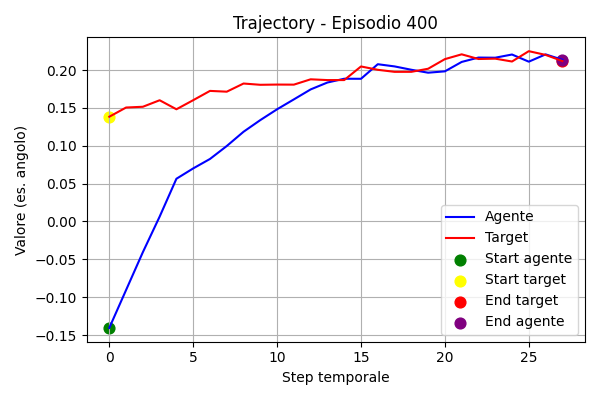 Trajectory - Episodio 400
Valore (es. angolo)
0.20
0.15
0.10
0.05
0.00
−0.05
−0.10
−0.15
0 5 10 15 20 25
Step temporale
Agente
Target
Start agente
Start target
End target
End agente